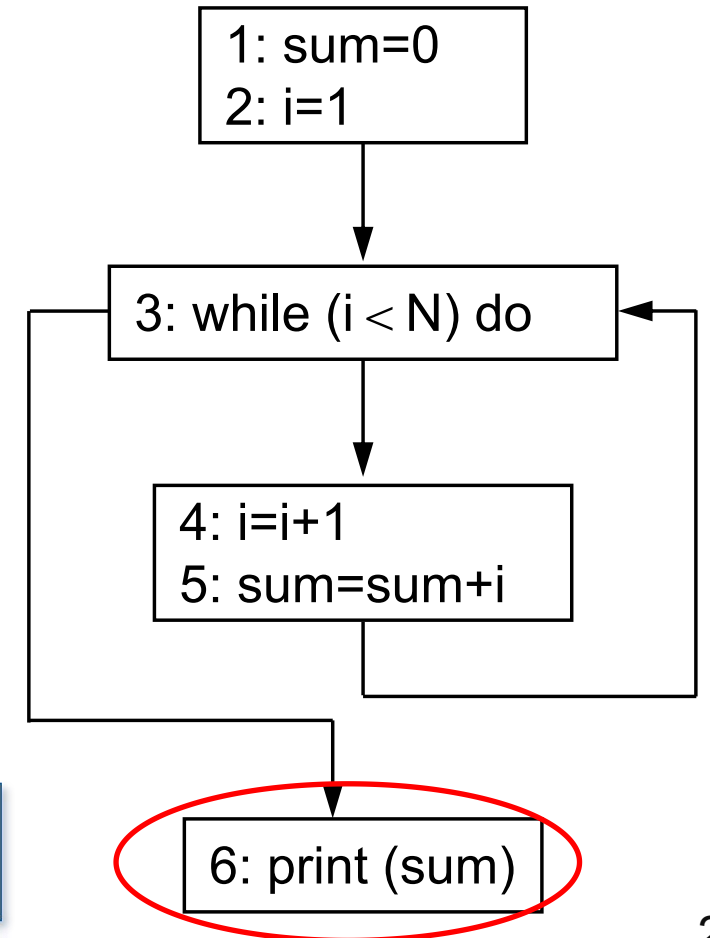 1: sum=0
2: i=1
3: while (i < N) do
4: i=i+1
5: sum=sum+i
6: print (sum)